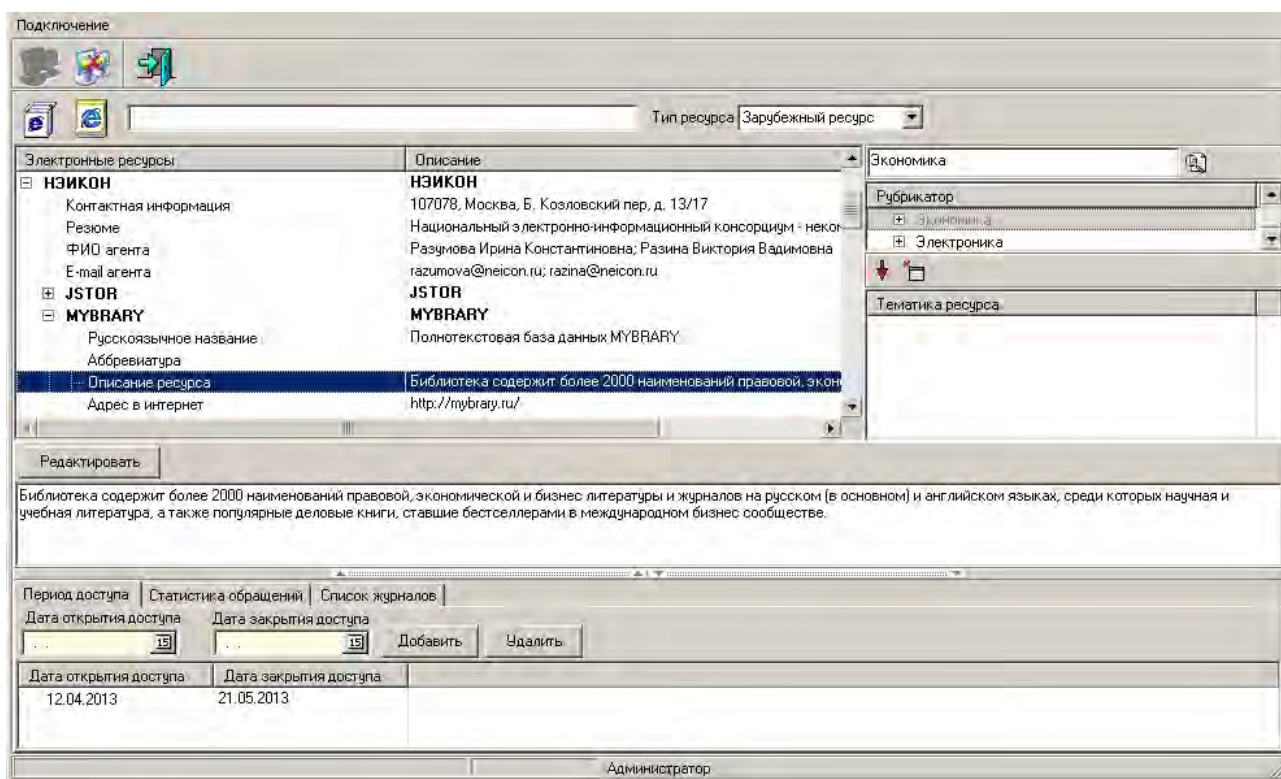 Подключение
Тип ресурса Зарубежный ресурс
Электронные ресурсы Описание
НЭИКОН НЭИКОН
Контактная информация 107078, Москва, Б. Козловский пер, д. 13/17
Резюме Национальный электронно-информационный консорциум - неком
ФИО агента Разумова Ирина Константиновна; Разина Виктория Вадимовна
E-mail агента razumova@neicon.ru; razina@neicon.ru
JSTOR JSTOR
MYBRARY MYBRARY
Русскоязычное название Полнотекстовая база данных MYBRARY
Аббревиатура
Описание ресурса Библиотека содержит более 2000 наименований правовой, экон
Адрес в интернет http://mybrary.ru/
Экономика
Рубрикатор
Экономика
Электроника
Тематика ресурса
Редактировать
Библиотека содержит более 2000 наименований правовой, экономической и бизнес литературы и журналов на русском (в основном) и английском языках, среди которых научная и
учебная литература, а также популярные деловые книги, ставшие бестселлерами в международном бизнес сообществе.
Период доступа Статистика обращений Список журналов
Дата открытия доступа Дата закрытия доступа
. . 15 . . 15 Добавить Удалить
Дата открытия доступа Дата закрытия доступа
12.04.2013 21.05.2013
Администратор